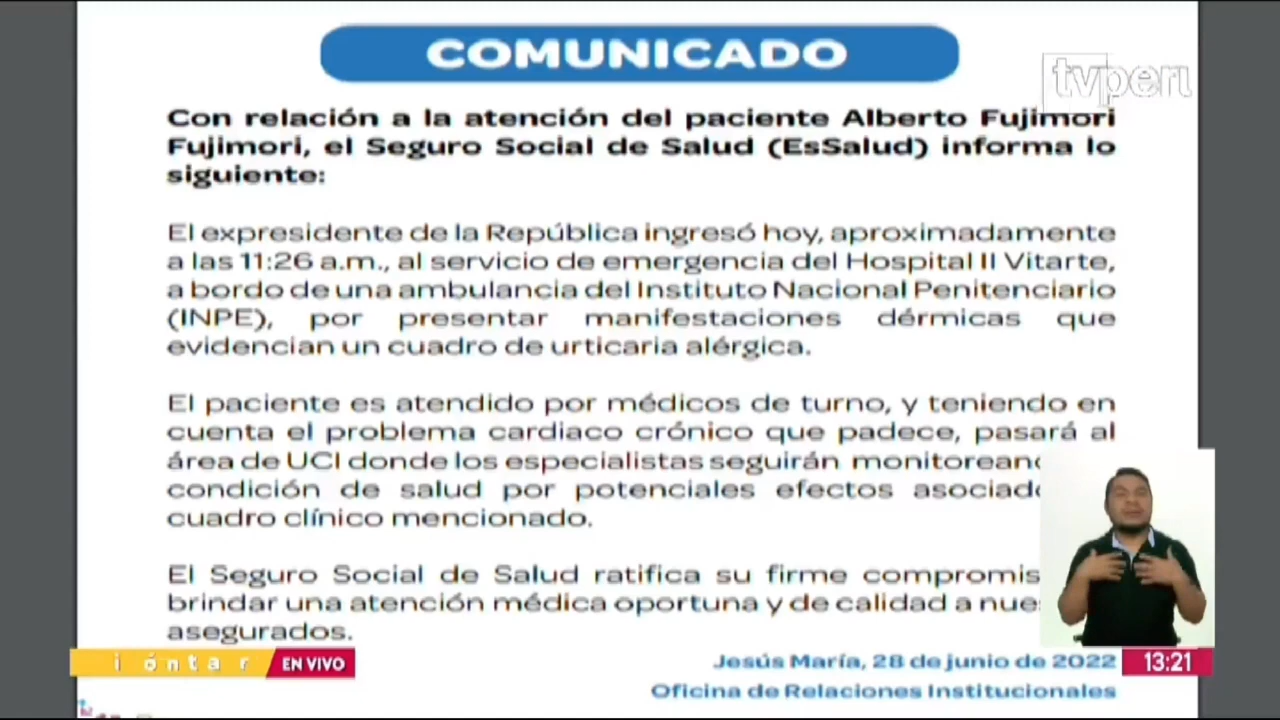 COMUNICADO
tvperu
Con relación a la atención del paciente Alberto Fujimori
Fujimori, el Seguro Social de Salud (EsSalud) informa lo
siguiente:
El expresidente de la República ingresó hoy, aproximadamente
a las 11:26 a.m., al servicio de emergencia del Hospital II Vitarte,
a bordo de una ambulancia del Instituto Nacional Penitenciario
(INPE), por presentar manifestaciones dérmicas que
evidencian un cuadro de urticaria alérgica.
El paciente es atendido por médicos de turno, y teniendo en
cuenta el problema cardiaco crónico que padece, pasará al
área de UCI donde los especialistas seguirán
condición de salud por potenciales efectos
cuadro clínico mencionado.
El Seguro Social de Salud ratifica su firme
brindar una atención médica oportuna y de calidad a
asegurados.
EN VIVO
13:21
Jesús María, 28 de junio de 2022
Oficina de Relaciones Institucionales